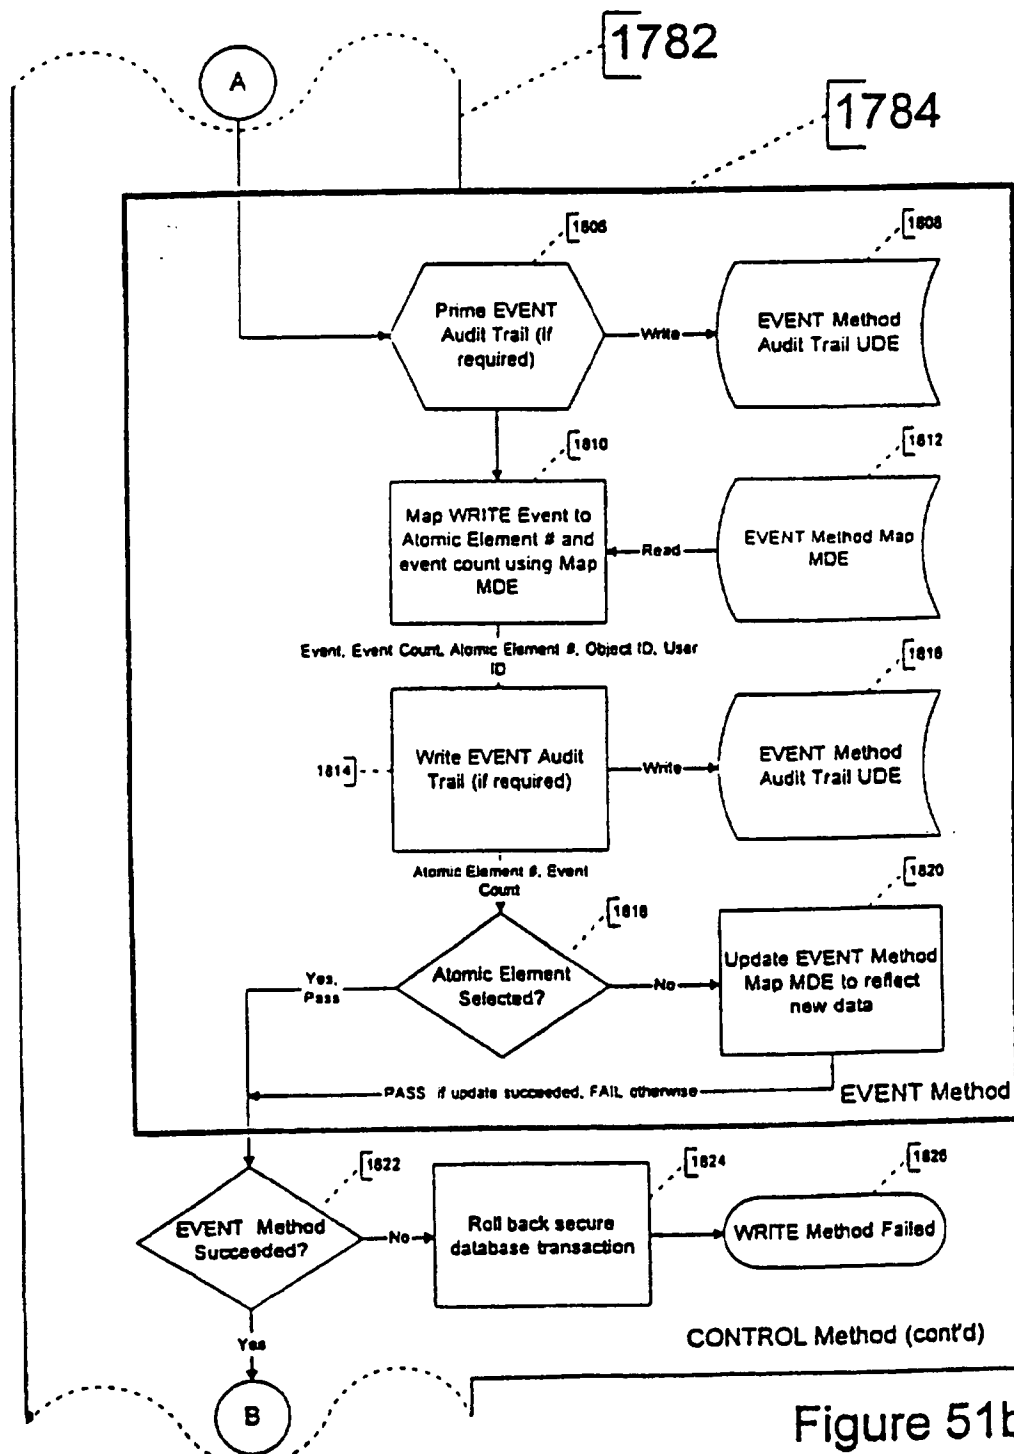 1782
A
1784
1806
1808
Prime EVENT
Audit Trail (if
required)
Write
EVENT Method
Audit Trail UDE
1810
1812
Map WRITE Event to
Atomic Element # and
event count using Map
MDE
Read
EVENT Method Map
MDE
Event, Event Count, Atomic Element #, Object ID, User
ID
1816
1814
Write EVENT Audit
Trail (if required)
Write
EVENT Method
Audit Trail UDE
Atomic Element #, Event
Count
1818
1820
Yes,
Pass
Atomic Element
Selected?
No
Update EVENT Method
Map MDE to reflect
new data
PASS if update succeeded, FAIL otherwise
EVENT Method
1822
1824
1826
EVENT Method
Succeeded?
No
Roll back secure
database transaction
WRITE Method Failed
Yes
CONTROL Method (cont'd)
B
Figure 51b